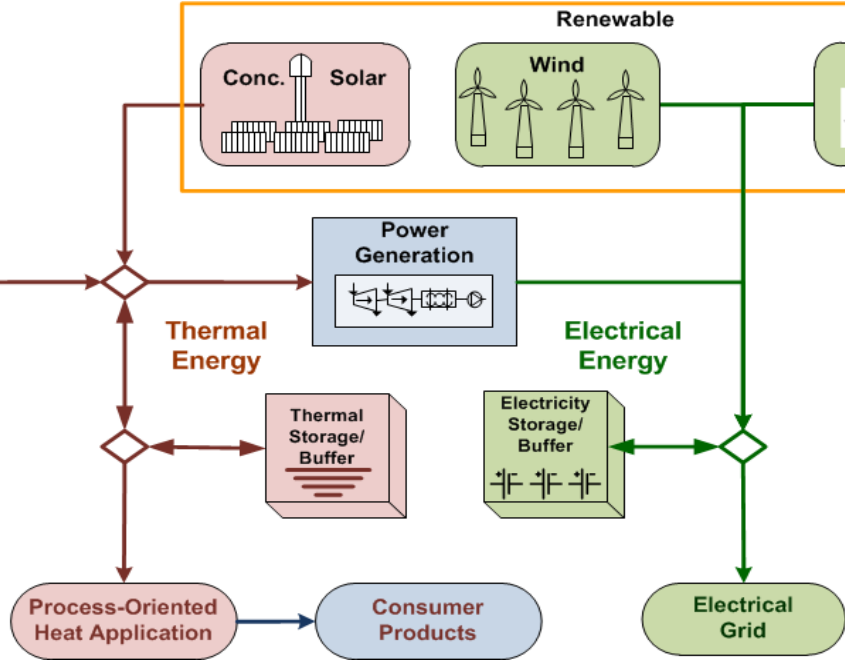 Renewable
Conc. Solar
Wind
Power
Generation
Thermal
Energy
Electrical
Energy
Thermal
Storage/
Buffer
Electricity
Storage/
Buffer
Process-Oriented
Heat Application
Consumer
Products
Electrical
Grid